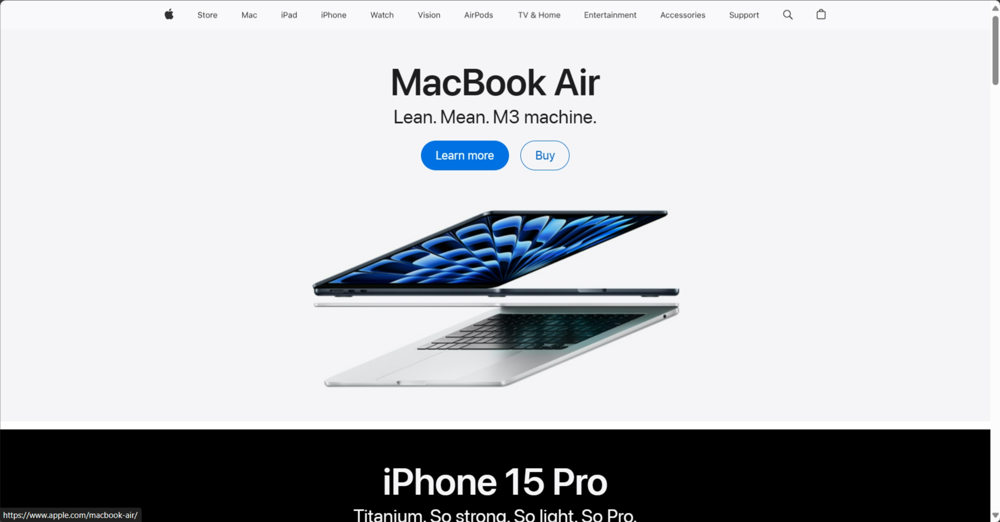 Store Mac iPad iPhone Watch Vision AirPods TV & Home Entertainment Accessories Support
MacBook Air
Lean. Mean. M3 machine.
Learn more Buy
iPhone 15 Pro
Titanium. So strong. So light. So Pro.
https://www.apple.com/macbook-air/